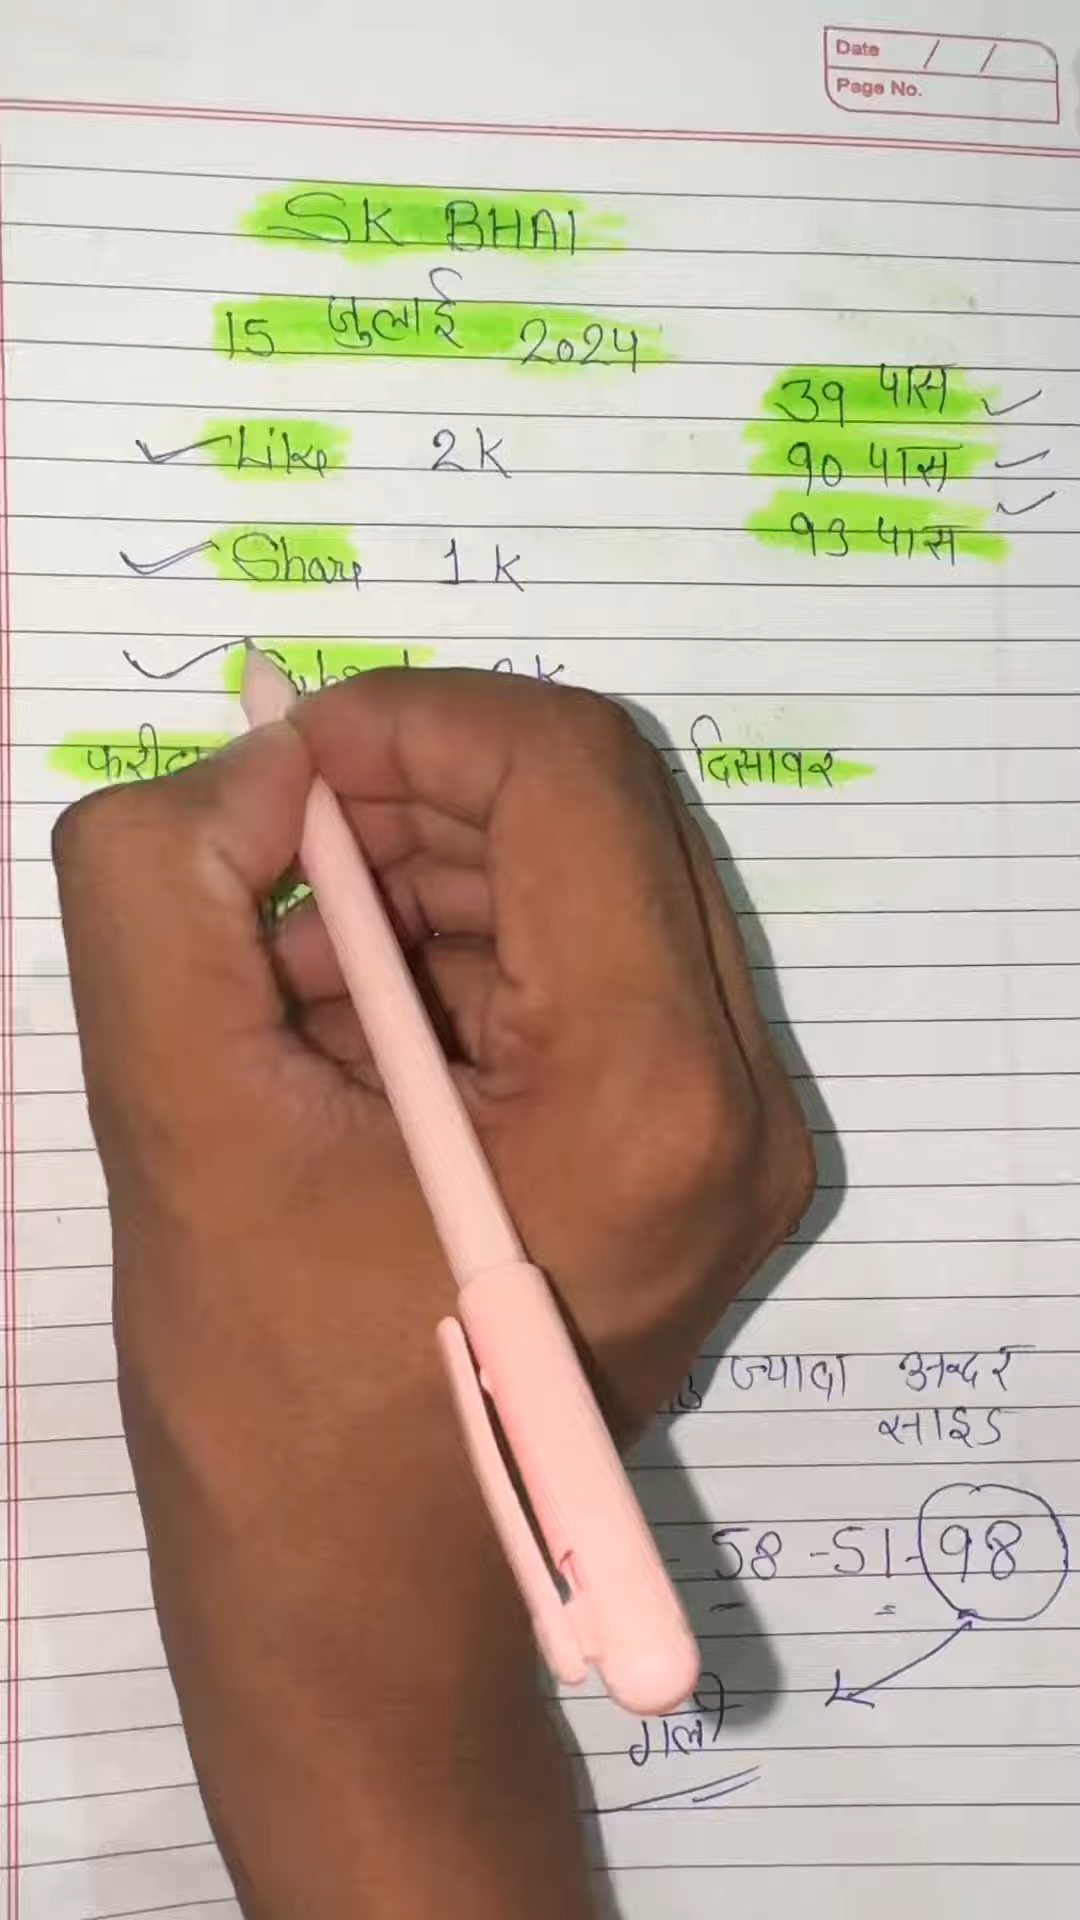 Date / /
Page No.
SK BHAI
15 जुलाई 2024
39 पास
Like 2K
90 पास
93 पास
Share 1K
दिसावर
ज्यादा अन्दर
साइड
- 58 - 51 - 98
गली